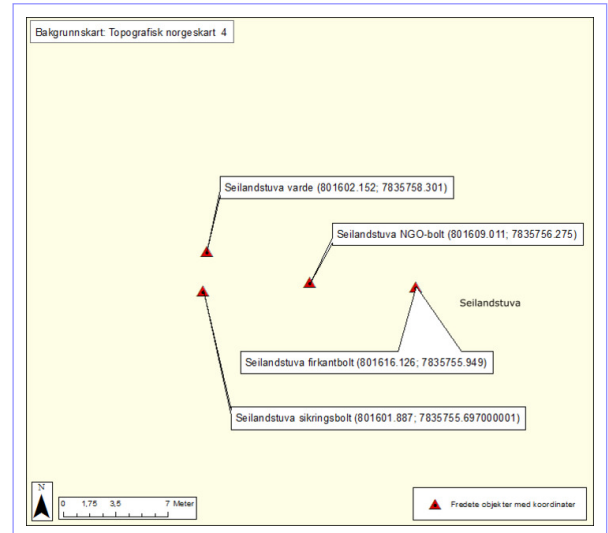 Bakgrunnskart: Topografisk norgeskart 4
Seilandstuva varde (801602.152; 7835758.301)
Seilandstuva NGO-bolt (801609.011; 7835756.275)
Seilandstuva
Seilandstuva firkantbolt (801616.126; 7835755.949)
Seilandstuva sikringsbolt (801601.887; 7835755.697000001)
N
0 1,75 3,5 7 Meter
Fredete objekter med koordinater